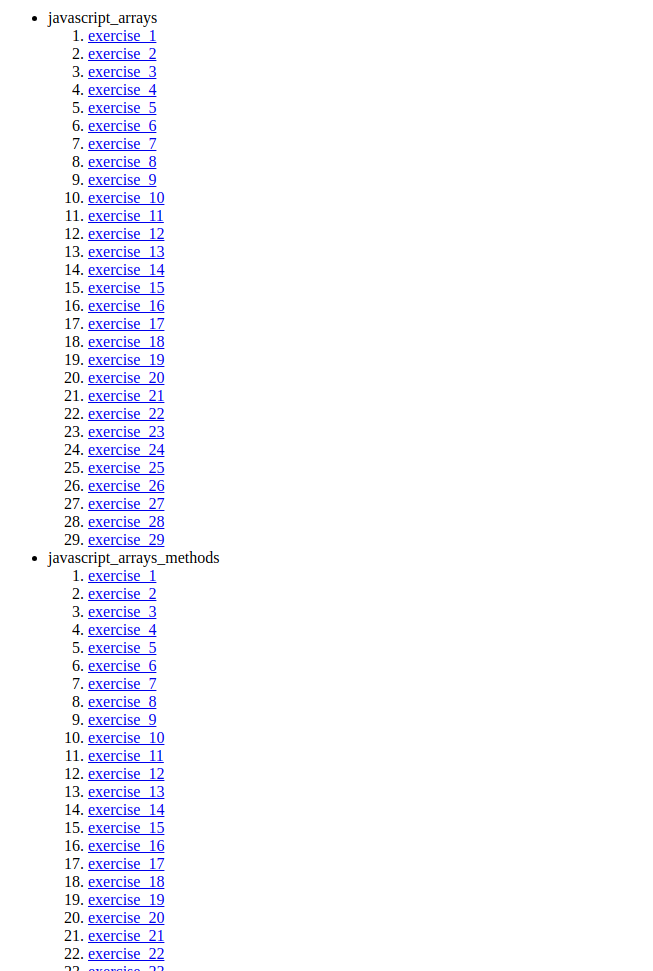 • javascript_arrays
1. exercise_1
2. exercise_2
3. exercise_3
4. exercise_4
5. exercise_5
6. exercise_6
7. exercise_7
8. exercise_8
9. exercise_9
10. exercise_10
11. exercise_11
12. exercise_12
13. exercise_13
14. exercise_14
15. exercise_15
16. exercise_16
17. exercise_17
18. exercise_18
19. exercise_19
20. exercise_20
21. exercise_21
22. exercise_22
23. exercise_23
24. exercise_24
25. exercise_25
26. exercise_26
27. exercise_27
28. exercise_28
29. exercise_29
• javascript_arrays_methods
1. exercise_1
2. exercise_2
3. exercise_3
4. exercise_4
5. exercise_5
6. exercise_6
7. exercise_7
8. exercise_8
9. exercise_9
10. exercise_10
11. exercise_11
12. exercise_12
13. exercise_13
14. exercise_14
15. exercise_15
16. exercise_16
17. exercise_17
18. exercise_18
19. exercise_19
20. exercise_20
21. exercise_21
22. exercise_22
23. exercise_23